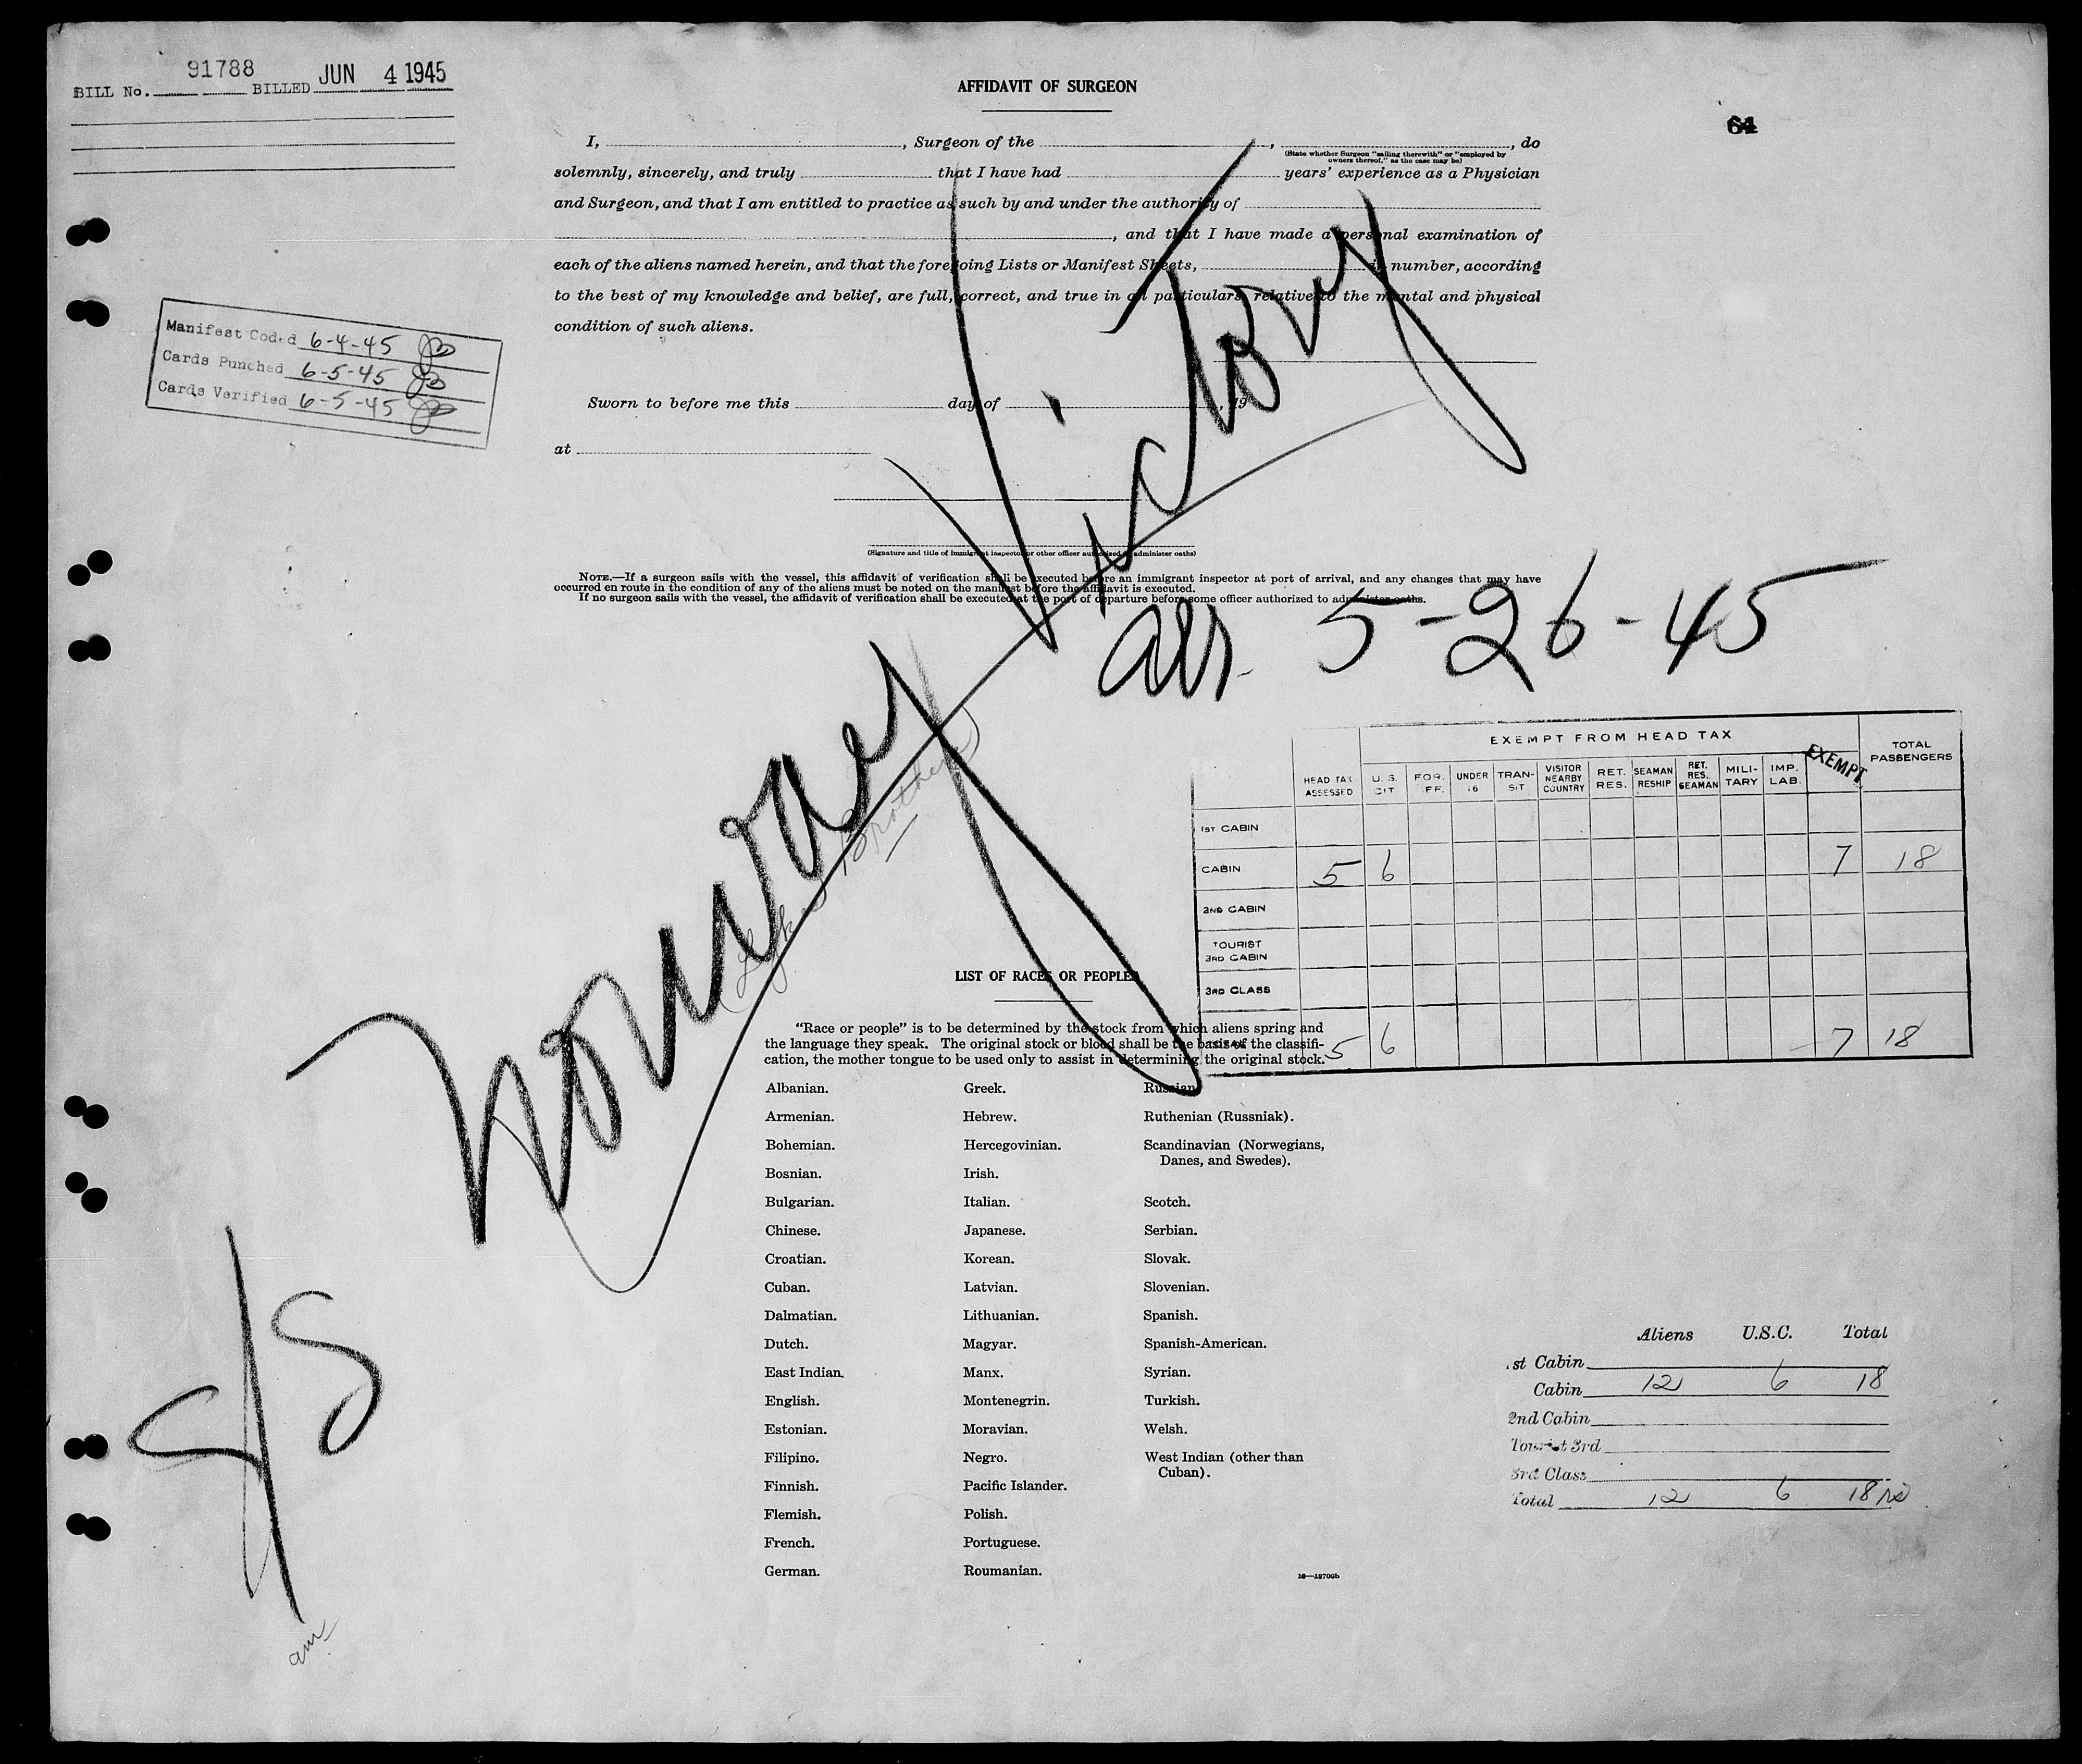 BILL No. 91788 BILLED JUN 4 1945
AFFIDAVIT OF SURGEON
64
I, , Surgeon of the , , do
(State whether Surgeon "sailing therewith" or "employed by
owners thereof," as the case may be)
solemnly, sincerely, and truly that I have had years' experience as a Physician
and Surgeon, and that I am entitled to practice as such by and under the authority of
, and that I have made a personal examination of
each of the aliens named herein, and that the foregoing Lists or Manifest Sheets, in number, according
to the best of my knowledge and belief, are full, correct, and true in all particulars relative to the mental and physical
condition of such aliens.
Manifest Coded 6-4-45
Cards Punched 6-5-45
Cards Verified 6-5-45
Sworn to before me this day of , 19
at
(Signature and title of immigrant inspector or other officer authorized to administer oaths)
NOTE.—If a surgeon sails with the vessel, this affidavit of verification shall be executed before an immigrant inspector at port of arrival, and any changes that may have
occurred en route in the condition of any of the aliens must be noted on the manifest before the affidavit is executed.
If no surgeon sails with the vessel, the affidavit of verification shall be executed at the port of departure before some officer authorized to administer oaths.
S/S Norway Victory
arr. 5-26-45
(Lykes Brothers)
EXEMPT FROM HEAD TAX
HEAD TAX ASSESSED U. S. CIT FOR. OFF. UNDER 16 TRAN-SIT VISITOR NEARBY COUNTRY RET. RES. SEAMAN RESHIP RET. RES. SEAMAN MILI-TARY IMP. LAB. EXEMPT TOTAL PASSENGERS
1ST CABIN
CABIN 5 6 7 18
2ND CABIN
TOURIST
3RD CABIN
3RD CLASS
TOTAL 5 6 7 18
LIST OF RACES OR PEOPLES
"Race or people" is to be determined by the stock from which aliens spring and
the language they speak. The original stock or blood shall be the basis of the classifi-
cation, the mother tongue to be used only to assist in determining the original stock.
Albanian. Greek. Russian.
Armenian. Hebrew. Ruthenian (Russniak).
Bohemian. Hercegovinian. Scandinavian (Norwegians,
Danes, and Swedes).
Bosnian. Irish.
Bulgarian. Italian. Scotch.
Chinese. Japanese. Serbian.
Croatian. Korean. Slovak.
Cuban. Latvian. Slovenian.
Dalmatian. Lithuanian. Spanish.
Dutch. Magyar. Spanish-American.
East Indian. Manx. Syrian.
English. Montenegrin. Turkish.
Estonian. Moravian. Welsh.
Filipino. Negro. West Indian (other than
Cuban).
Finnish. Pacific Islander.
Flemish. Polish.
French. Portuguese.
German. Roumanian.
16—18709b
Aliens U.S.C. Total
1st Cabin
Cabin 12 6 18
2nd Cabin
Tourist 3rd
3rd Class
Total 12 6 18
am